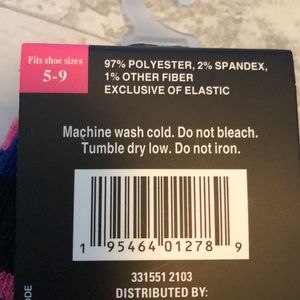 Fits shoe sizes
5-9
97% POLYESTER, 2% SPANDEX,
1% OTHER FIBER
EXCLUSIVE OF ELASTIC
Machine wash cold. Do not bleach.
Tumble dry low. Do not iron.
1 95464 01278 9
331551 2103
DISTRIBUTED BY:
ODE